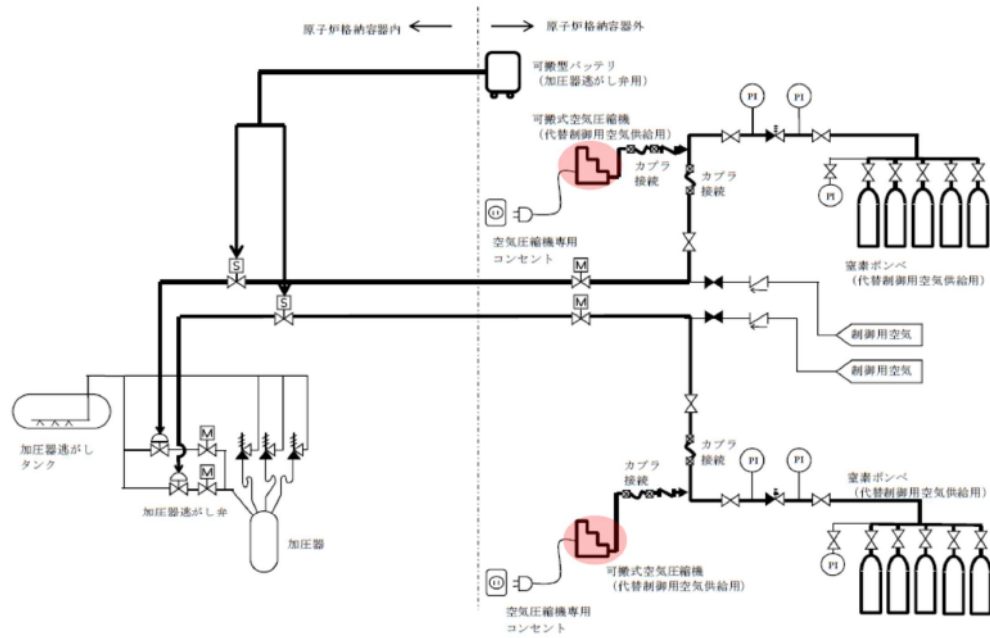 原子炉格納容器内
原子炉格納容器外
可搬型バッテリ
(加圧器逃がし弁用)
可搬式空気圧縮機
(代替制御用空気供給用)
PI
PI
カプラ
接続
カプラ
接続
PI
空気圧縮機専用
コンセント
窒素ボンベ
(代替制御用空気供給用)
S
M
S
M
制御用空気
制御用空気
加圧器逃がし
タンク
M
M
加圧器逃がし弁
加圧器
カプラ
接続
カプラ
接続
PI
PI
窒素ボンベ
(代替制御用空気供給用)
PI
可搬式空気圧縮機
(代替制御用空気供給用)
空気圧縮機専用
コンセント